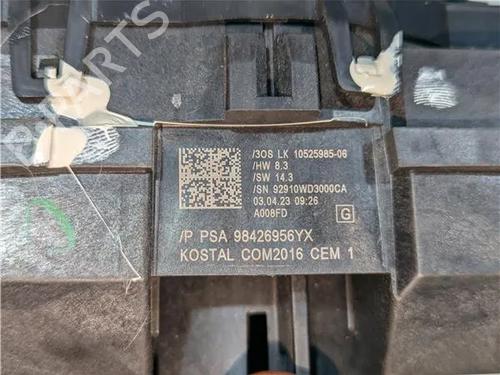 /3OS LK 10525985-06
/HW 8.3
/SW 14.3
/SN 92910WD3000CA
03.04.23 09:26
A008FD
G
/P PSA 98426956YX
KOSTAL COM2016 CEM 1